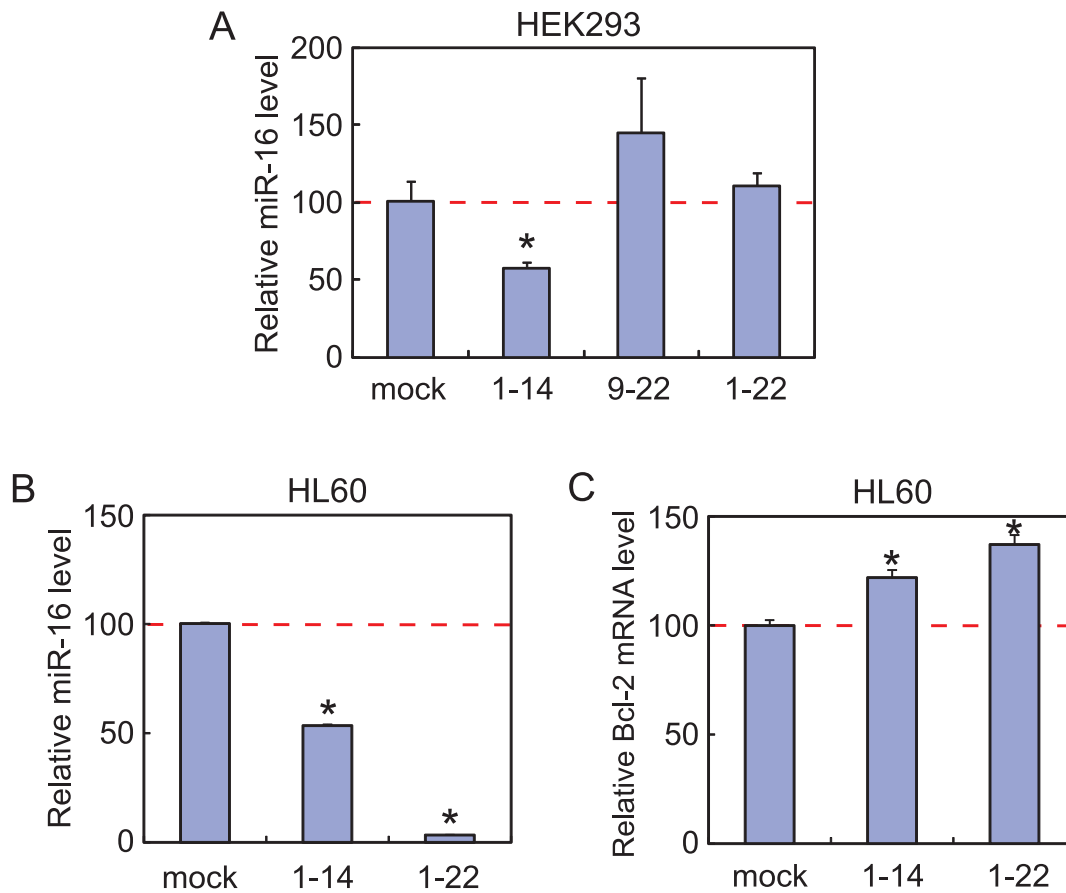 A
HEK293
Relative miR-16 level
200
150
100
50
0
*
mock 1-14 9-22 1-22
B
HL60
Relative miR-16 level
150
100
50
0
*
*
mock 1-14 1-22
C
HL60
Relative Bcl-2 mRNA level
150
100
50
0
*
*
mock 1-14 1-22